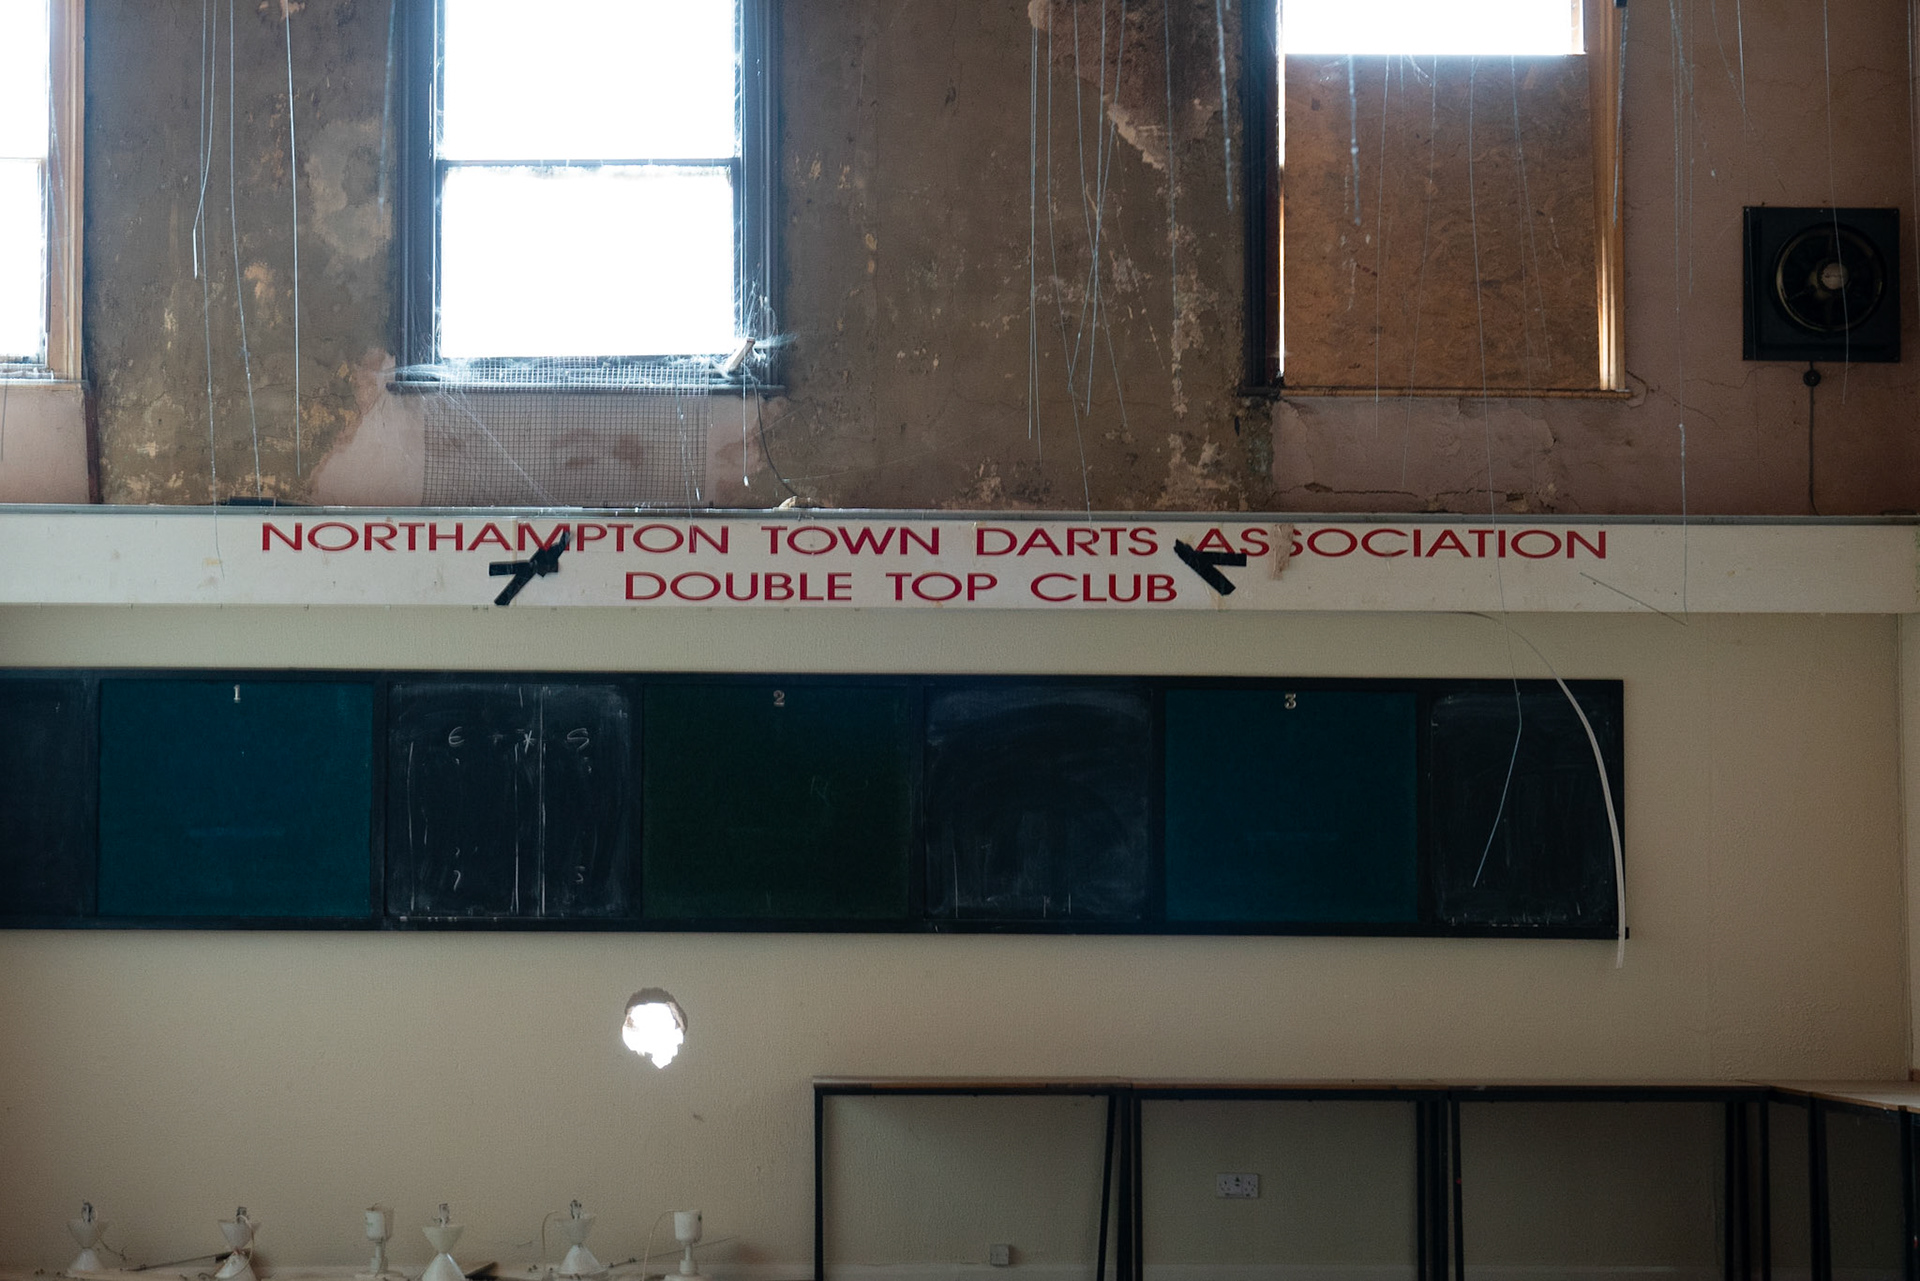 NORTHAMPTON TOWN DARTS ASSOCIATION
DOUBLE TOP CLUB
1
2
3